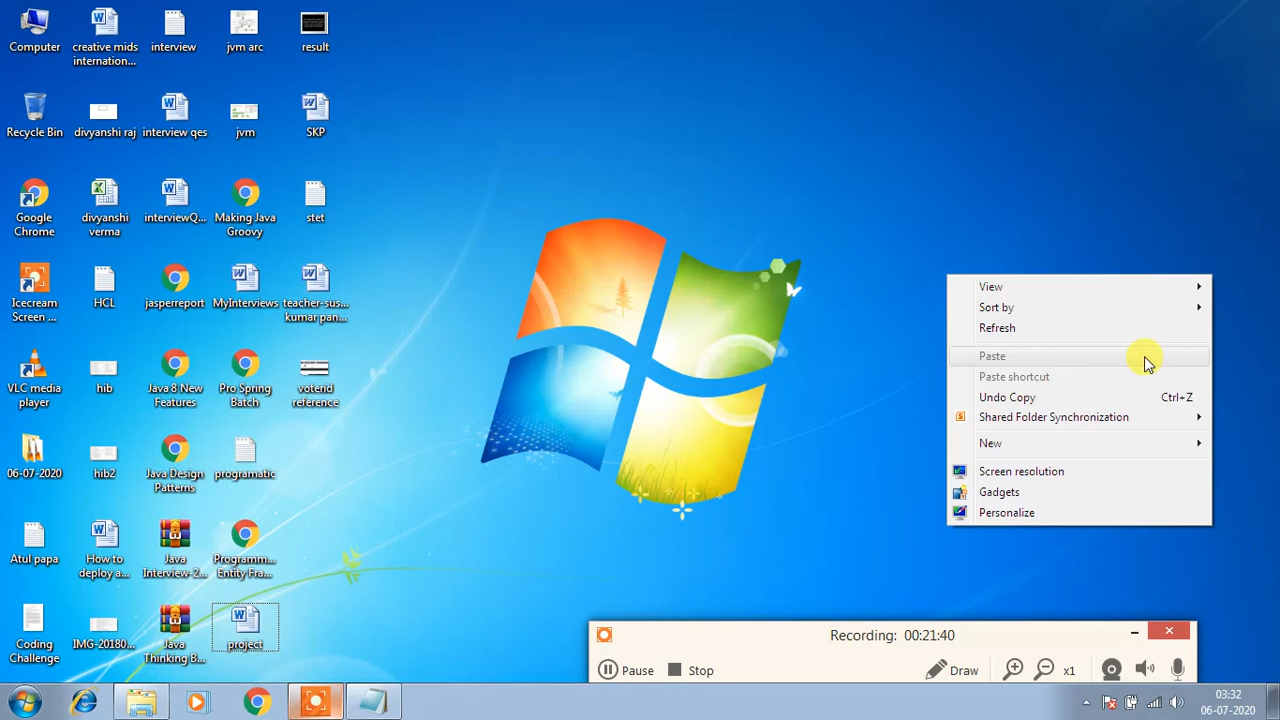 Computer
creative mids
internation...
interview
jvm arc
result
Recycle Bin
divyanshi raj
interview qes
jvm
SKP
Google
Chrome
divyanshi
verma
interviewQ...
Making Java
Groovy
stet
Icecream
Screen ...
HCL
jasperreport
MyInterviews
teacher-sus...
kumar pan...
VLC media
player
hib
Java 8 New
Features
Pro Spring
Batch
voterid
reference
06-07-2020
hib2
Java Design
Patterns
programatic
Atul papa
How to
deploy a...
Java
Interview-2...
Programm...
Entity Fra...
Coding
Challenge
IMG-20180...
Java
Thinking B...
project
View
Sort by
Refresh
Paste
Paste shortcut
Undo Copy Ctrl+Z
Shared Folder Synchronization
New
Screen resolution
Gadgets
Personalize
Recording: 00:21:40
Pause Stop Draw x1
03:32
06-07-2020